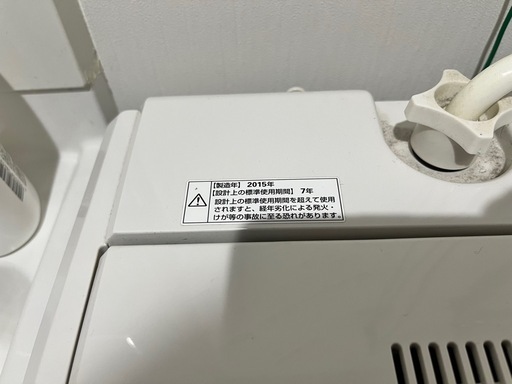 【製造年】 2015年
【設計上の標準使用期間】 7年
設計上の標準使用期間を超えて使用
されますと、経年劣化による発火・
けが等の事故に至る恐れがあります。